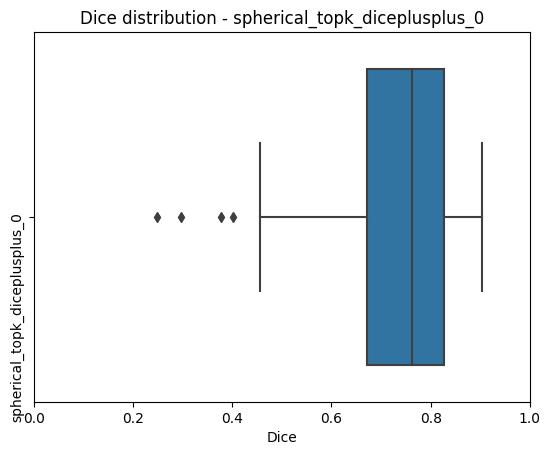 Dice distribution - spherical_topk_diceplusplus_0
spherical_topk_diceplusplus_0
0.0 0.2 0.4 0.6 0.8 1.0
Dice